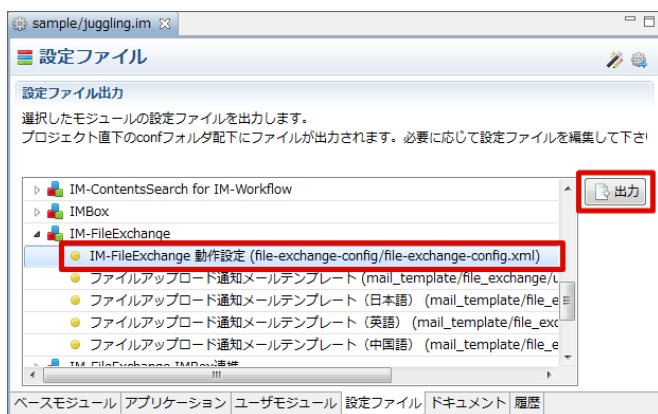 sample/juggling.im
設定ファイル
設定ファイル出力
選択したモジュールの設定ファイルを出力します。
プロジェクト直下のconfフォルダ配下にファイルが出力されます。必要に応じて設定ファイルを編集して下さ
IM-ContentsSearch for IM-Workflow
出力
IMBox
IM-FileExchange
IM-FileExchange 動作設定 (file-exchange-config/file-exchange-config.xml)
ファイルアップロード通知メールテンプレート (mail_template/file_exchange/u
ファイルアップロード通知メールテンプレート（日本語） (mail_template/file_e
ファイルアップロード通知メールテンプレート（英語） (mail_template/file_exc
ファイルアップロード通知メールテンプレート（中国語） (mail_template/file_e
IM-FileExchange IMBox連携
ベースモジュール アプリケーション ユーザモジュール 設定ファイル ドキュメント 履歴